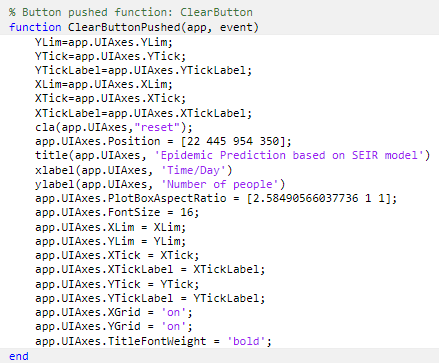 % Button pushed function: ClearButton
function ClearButtonPushed(app, event)
YLim=app.UIAxes.YLim;
YTick=app.UIAxes.YTick;
YTickLabel=app.UIAxes.YTickLabel;
XLim=app.UIAxes.XLim;
XTick=app.UIAxes.XTick;
XTickLabel=app.UIAxes.XTickLabel;
cla(app.UIAxes,"reset");
app.UIAxes.Position = [22 445 954 350];
title(app.UIAxes, 'Epidemic Prediction based on SEIR model')
xlabel(app.UIAxes, 'Time/Day')
ylabel(app.UIAxes, 'Number of people')
app.UIAxes.PlotBoxAspectRatio = [2.58490566037736 1 1];
app.UIAxes.FontSize = 16;
app.UIAxes.XLim = XLim;
app.UIAxes.YLim = YLim;
app.UIAxes.XTick = XTick;
app.UIAxes.XTickLabel = XTickLabel;
app.UIAxes.YTick = YTick;
app.UIAxes.YTickLabel = YTickLabel;
app.UIAxes.XGrid = 'on';
app.UIAxes.YGrid = 'on';
app.UIAxes.TitleFontWeight = 'bold';
end